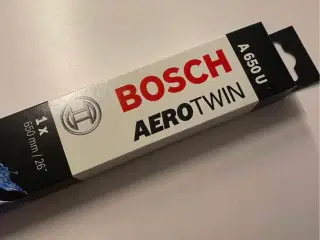 1 x
650 mm / 26"
BOSCH
AEROTWIN
A 650 U